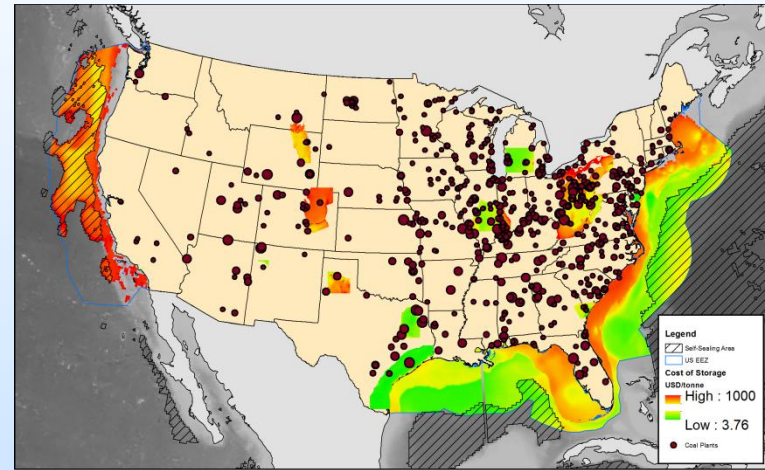 Legend
Self-Sealing Area
US EEZ
Cost of Storage
USD/tonne
High : 1000
Low : 3.76
Coal Plants